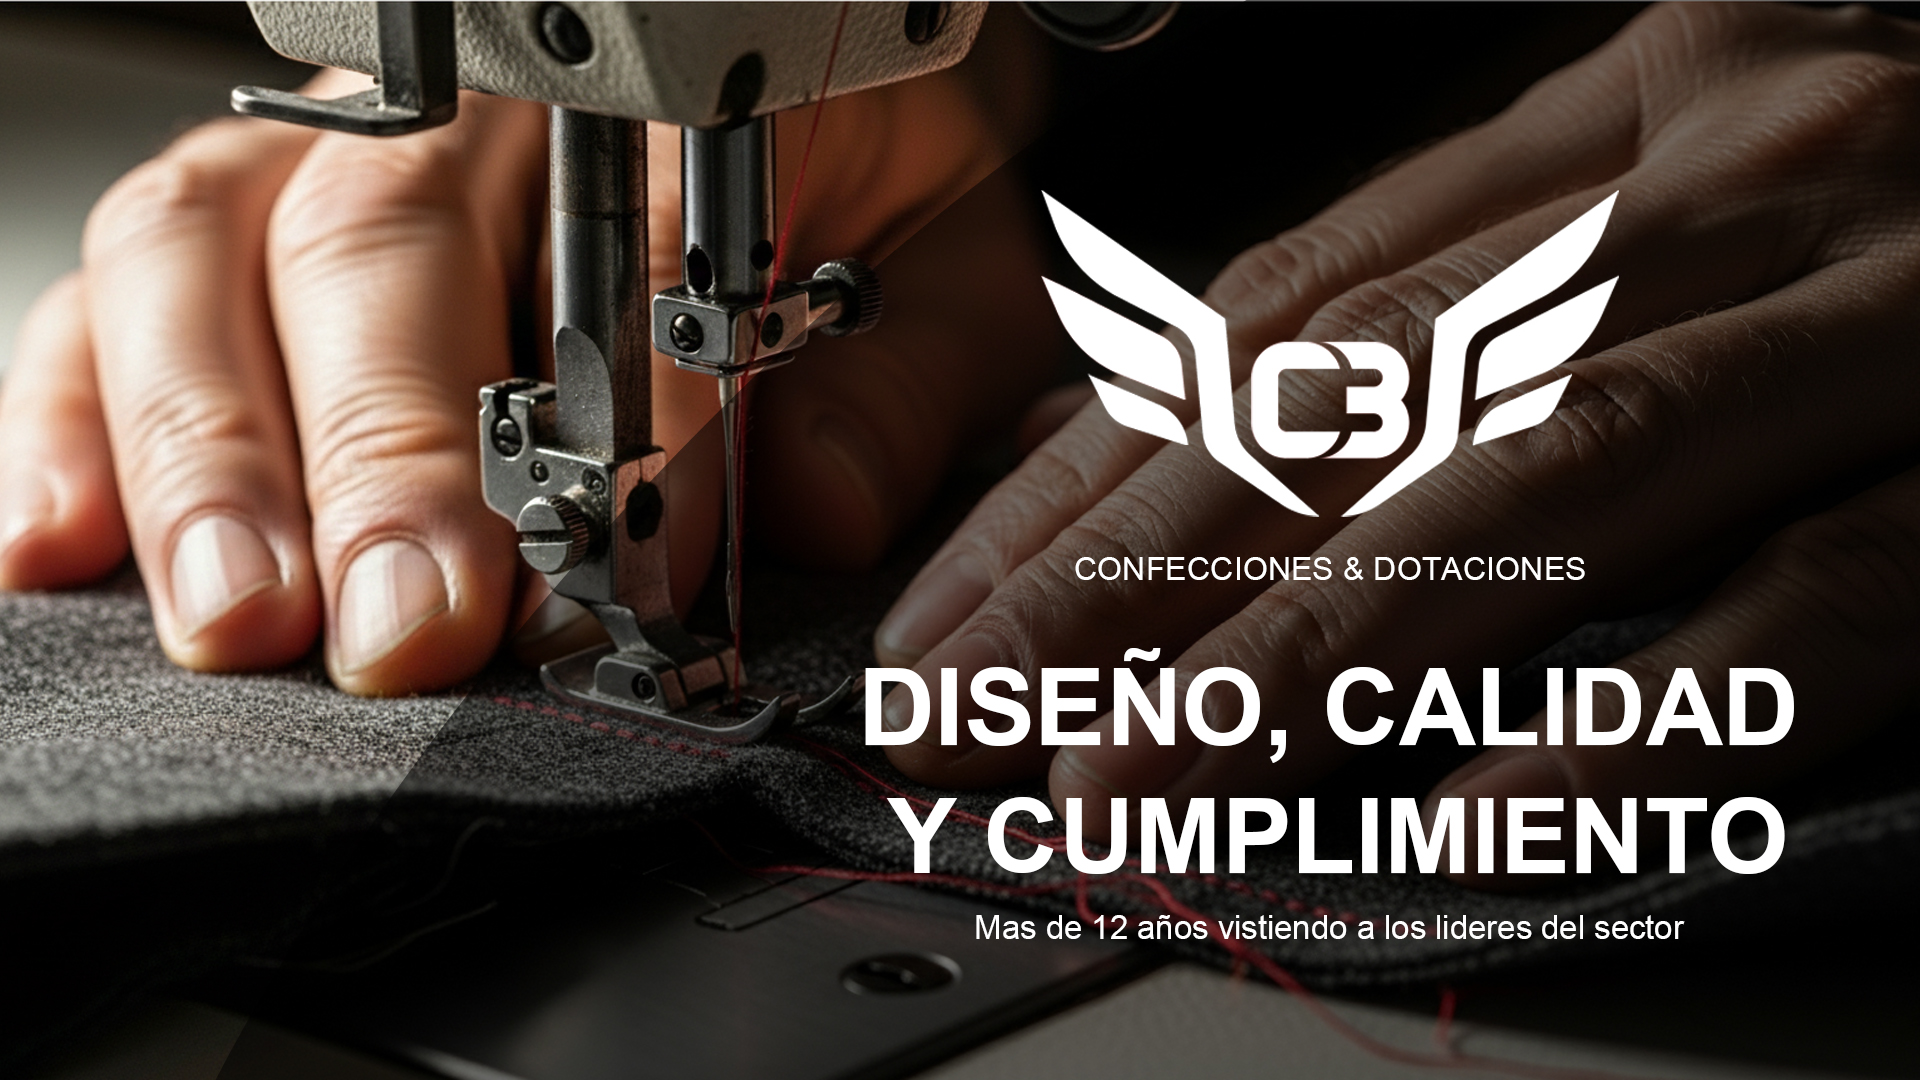 C3
CONFECCIONES & DOTACIONES
DISEÑO, CALIDAD
Y CUMPLIMIENTO
Mas de 12 años vistiendo a los lideres del sector